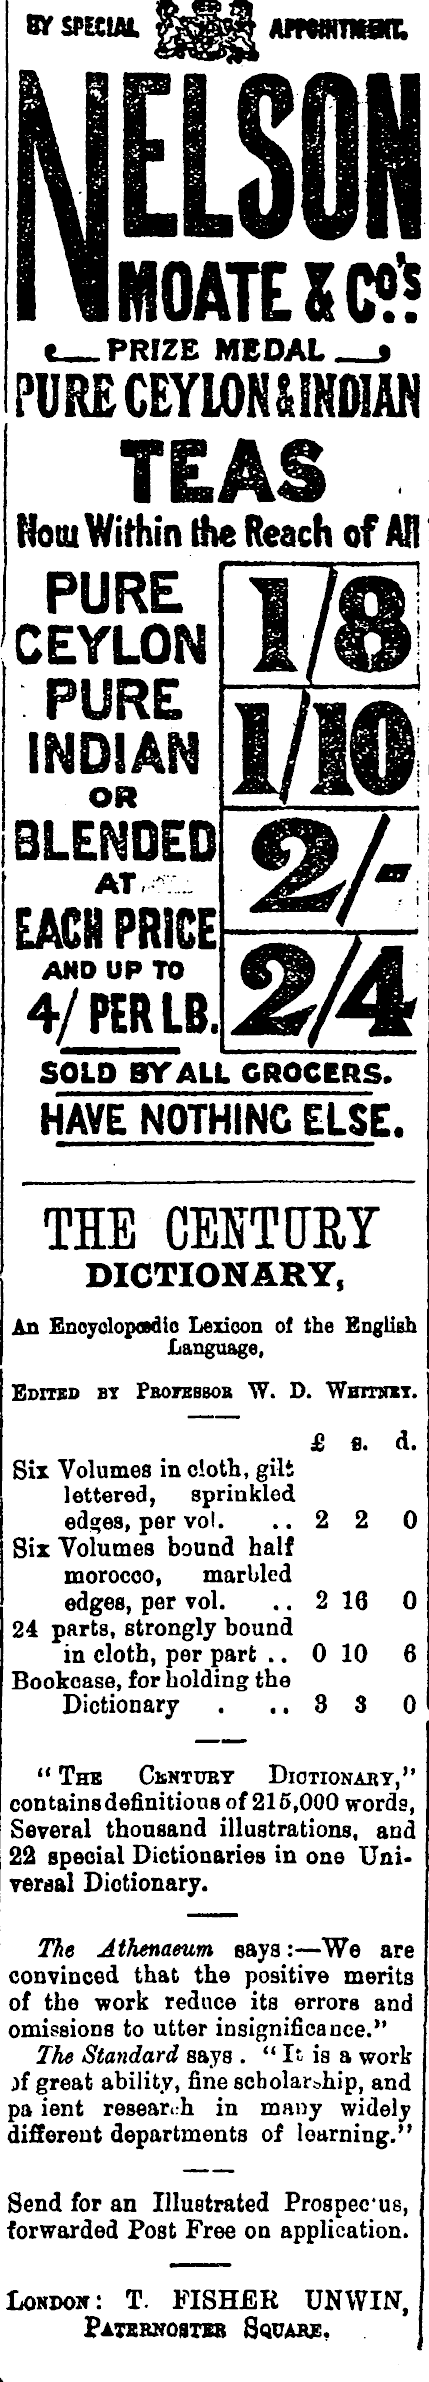 BY SPECIAL APPOINTMENT.
NELSON
MOATE & Co's
PRIZE MEDAL
PURE CEYLON & INDIAN
TEAS
Now Within the Reach of All
PURE
CEYLON
1/8
PURE
INDIAN
1/10
OR
BLENDED
AT
2/-
EACH PRICE
AND UP TO
4/ PER LB.
2/4
SOLD BY ALL GROCERS.
HAVE NOTHING ELSE.
THE CENTURY
DICTIONARY,
An Encyclopædic Lexicon of the English
Language,
EDITED BY PROFESSOR W. D. WHITNEY.
£ s. d.
Six Volumes in cloth, gilt
lettered, sprinkled
edges, per vol. .. 2 2 0
Six Volumes bound half
morocco, marbled
edges, per vol. .. 2 16 0
24 parts, strongly bound
in cloth, per part .. 0 10 6
Bookcase, for holding the
Dictionary . .. 3 3 0
"THE CENTURY DICTIONARY,"
contains definitions of 215,000 words,
Several thousand illustrations, and
22 special Dictionaries in one Uni-
versal Dictionary.
The Athenaeum says:—We are
convinced that the positive merits
of the work reduce its errors and
omissions to utter insignificance."
The Standard says. "It is a work
of great ability, fine scholarship, and
pa ient research in many widely
different departments of learning."
Send for an Illustrated Prospec'us,
forwarded Post Free on application.
LONDON: T. FISHER UNWIN,
PATERNOSTER SQUARE.